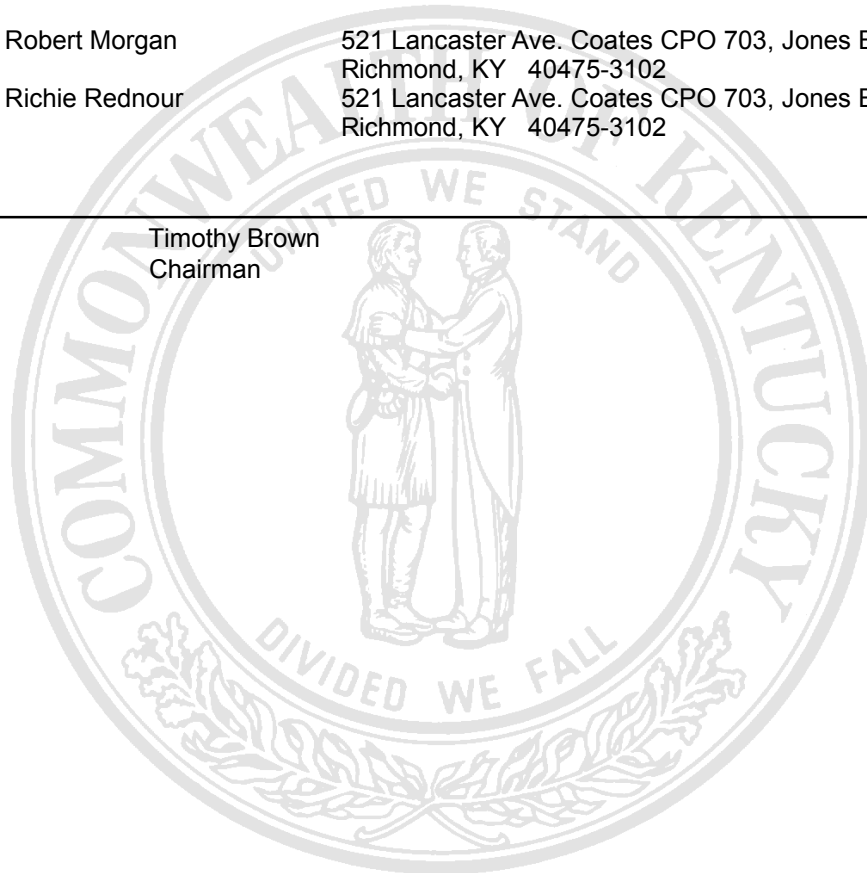 Robert Morgan 521 Lancaster Ave. Coates CPO 703, Jones
Richmond, KY 40475-3102
Richie Rednour 521 Lancaster Ave. Coates CPO 703, Jones
Richmond, KY 40475-3102
Timothy Brown
Chairman
COMMONWEALTH OF KENTUCKY
UNITED WE STAND
DIVIDED WE FALL